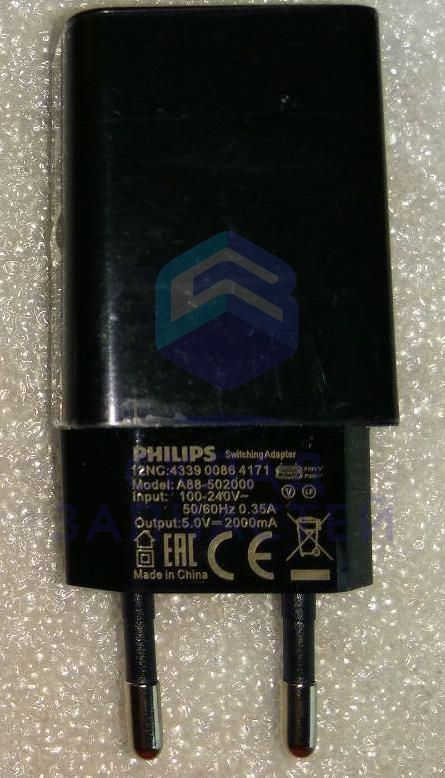 PHILIPS Switching Adapter
12NC:4339 0086 4171
Model: A88-502000
Input: 100-240V~
50/60Hz 0.35A
Output:5.0V⎓2000mA
EAC CE
Made in China
ЗАПЧАСТЕЙ